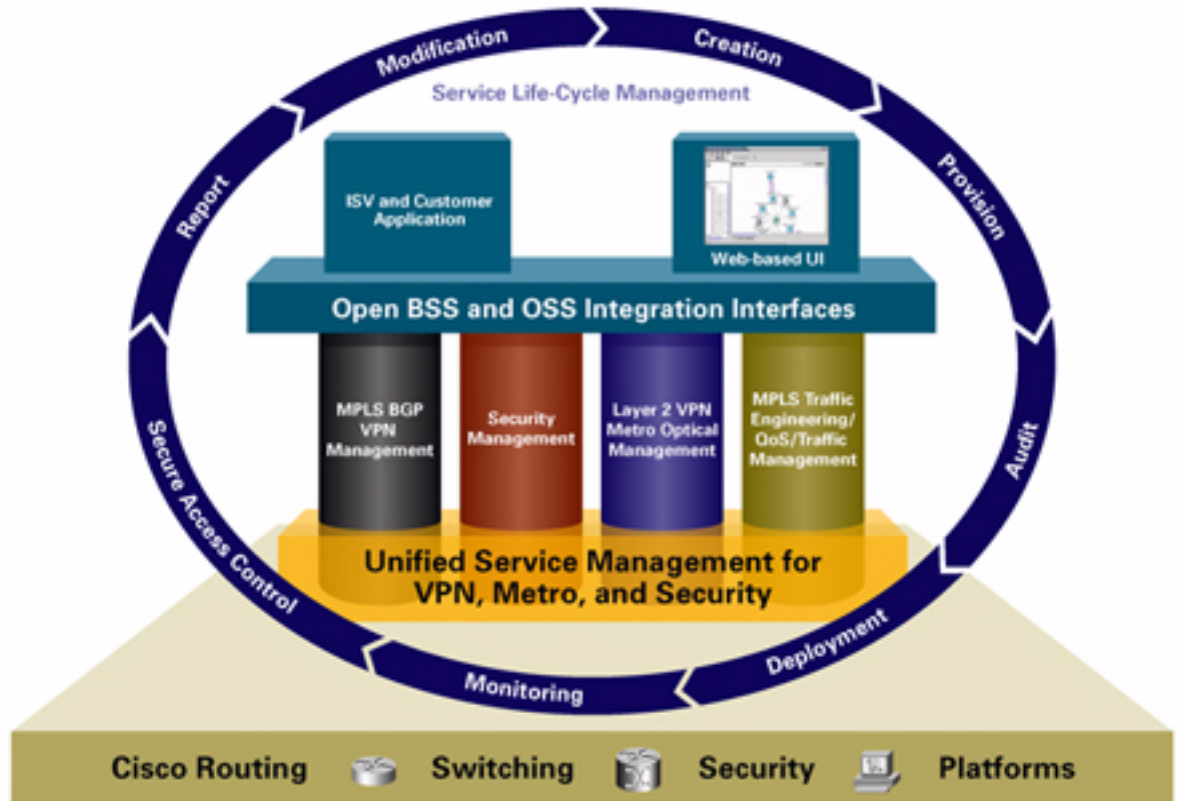 Modification
Creation
Service Life-Cycle Management
Provision
Report
ISV and Customer
Application
Web-based UI
Open BSS and OSS Integration Interfaces
MPLS BGP
VPN
Management
Security
Management
Layer 2 VPN
Metro Optical
Management
MPLS Traffic
Engineering/
QoS/Traffic
Management
Audit
Secure Access Control
Unified Service Management for
VPN, Metro, and Security
Deployment
Monitoring
Cisco Routing Switching Security Platforms